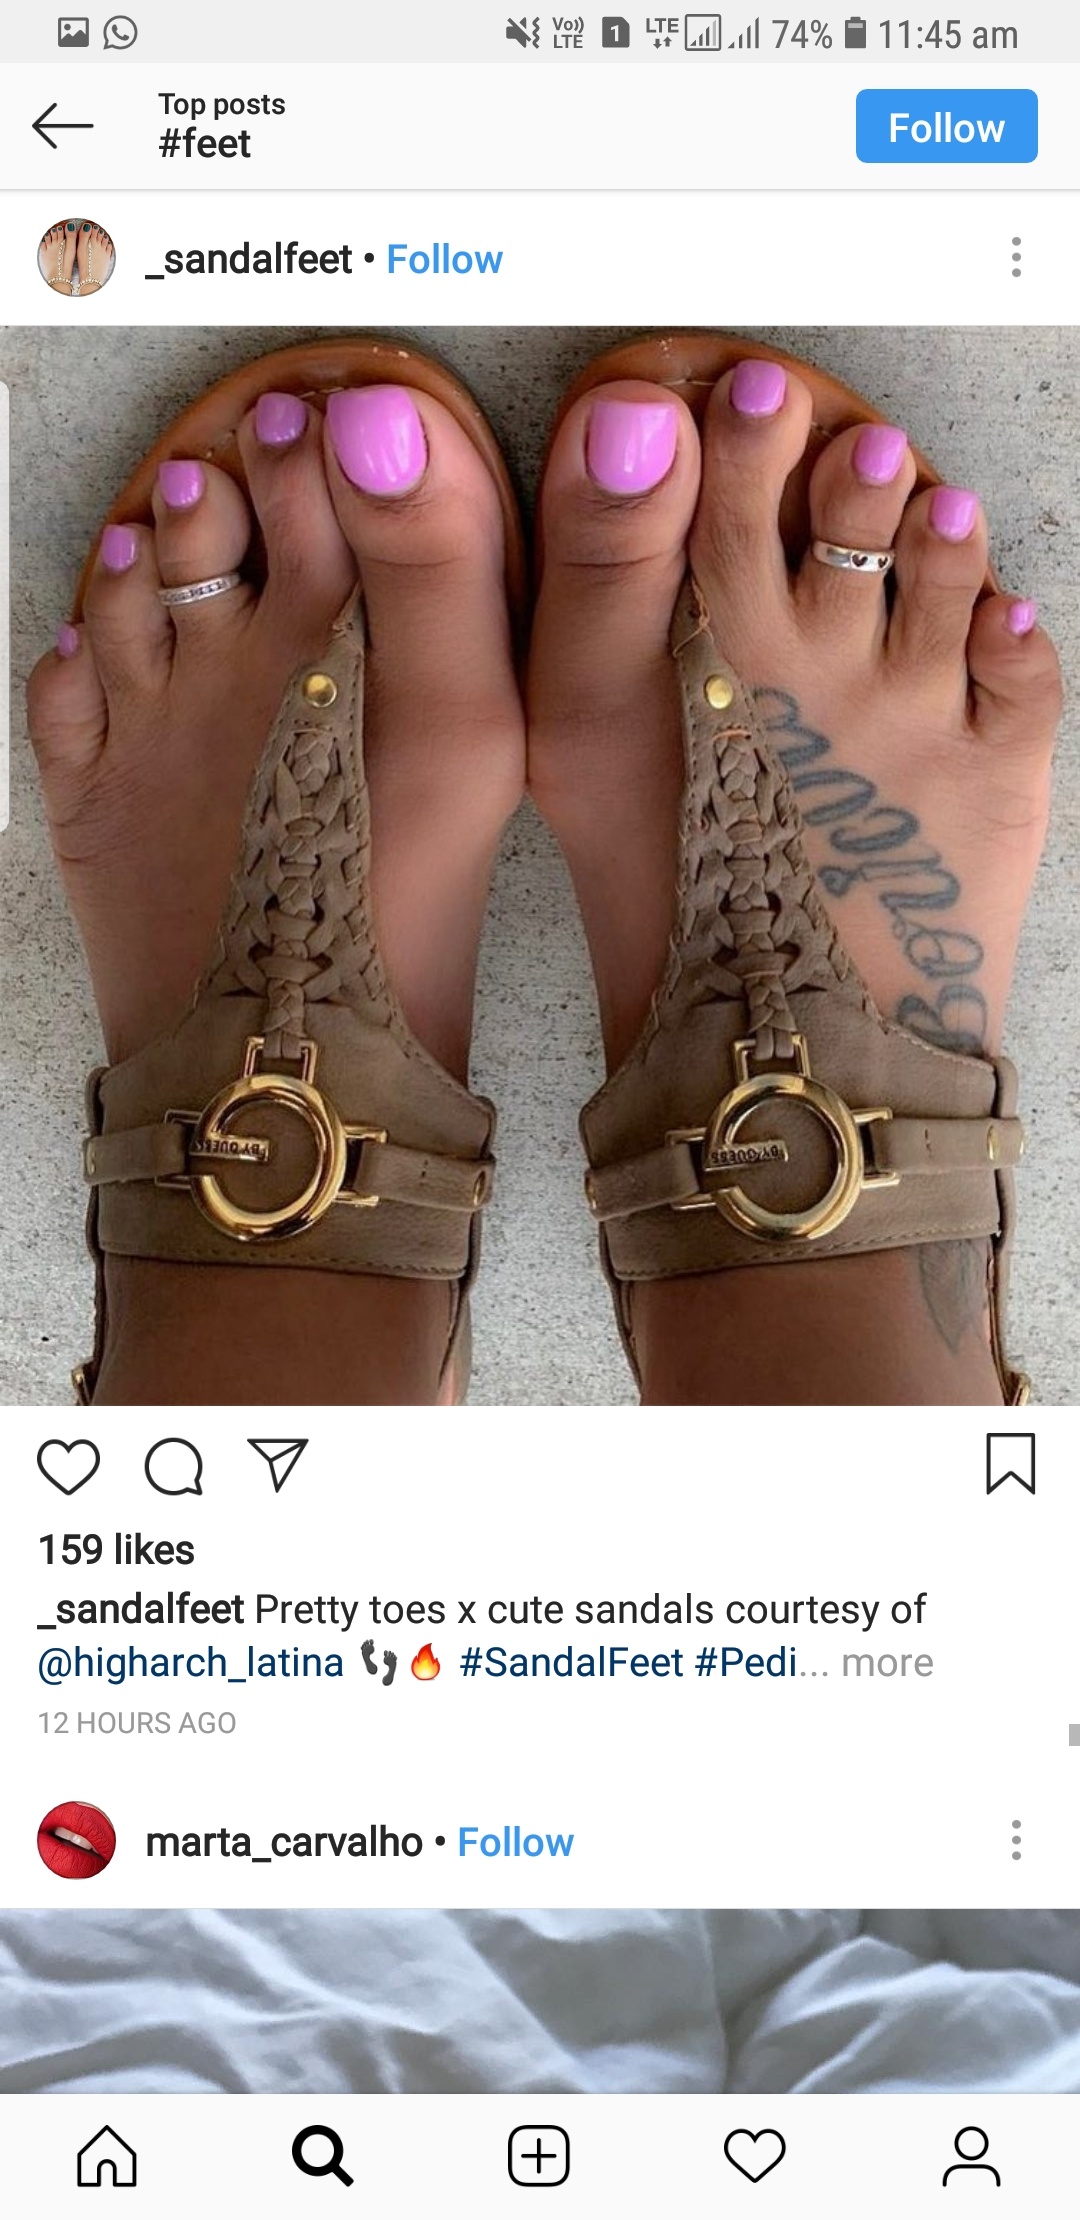 Vo)) LTE 1 LTE 74% 11:45 am
Top posts
#feet
Follow
_sandalfeet • Follow
BY GUESS
BY GUESS
159 likes
_sandalfeet Pretty toes x cute sandals courtesy of
@higharch_latina 👣🔥 #SandalFeet #Pedi... more
12 HOURS AGO
marta_carvalho • Follow